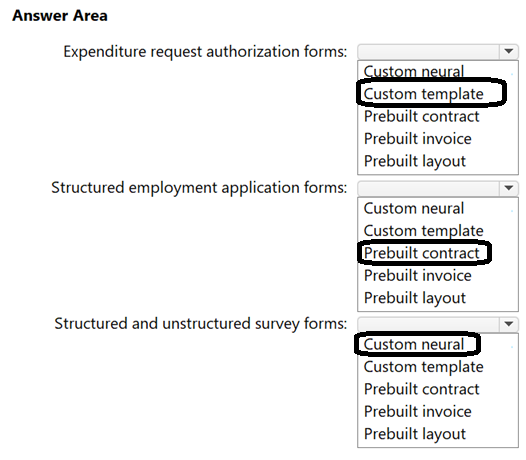 Answer Area
Expenditure request authorization forms:
Custom neural
Custom template
Prebuilt contract
Prebuilt invoice
Prebuilt layout
Structured employment application forms:
Custom neural
Custom template
Prebuilt contract
Prebuilt invoice
Prebuilt layout
Structured and unstructured survey forms:
Custom neural
Custom template
Prebuilt contract
Prebuilt invoice
Prebuilt layout